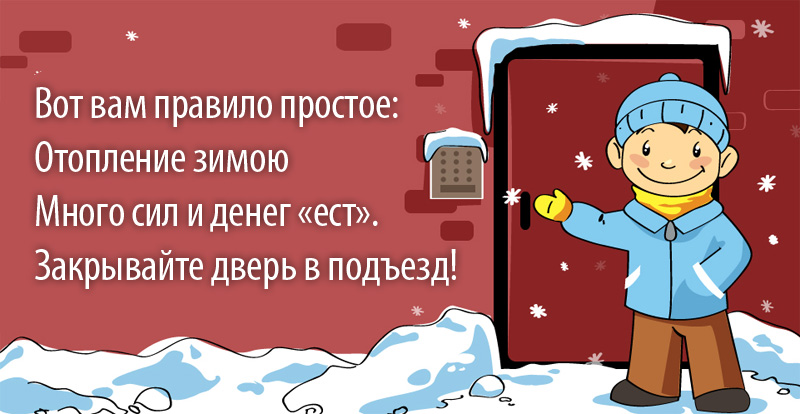 Вот вам правило простое:
Отопление зимою
Много сил и денег «ест».
Закрывайте дверь в подъезд!